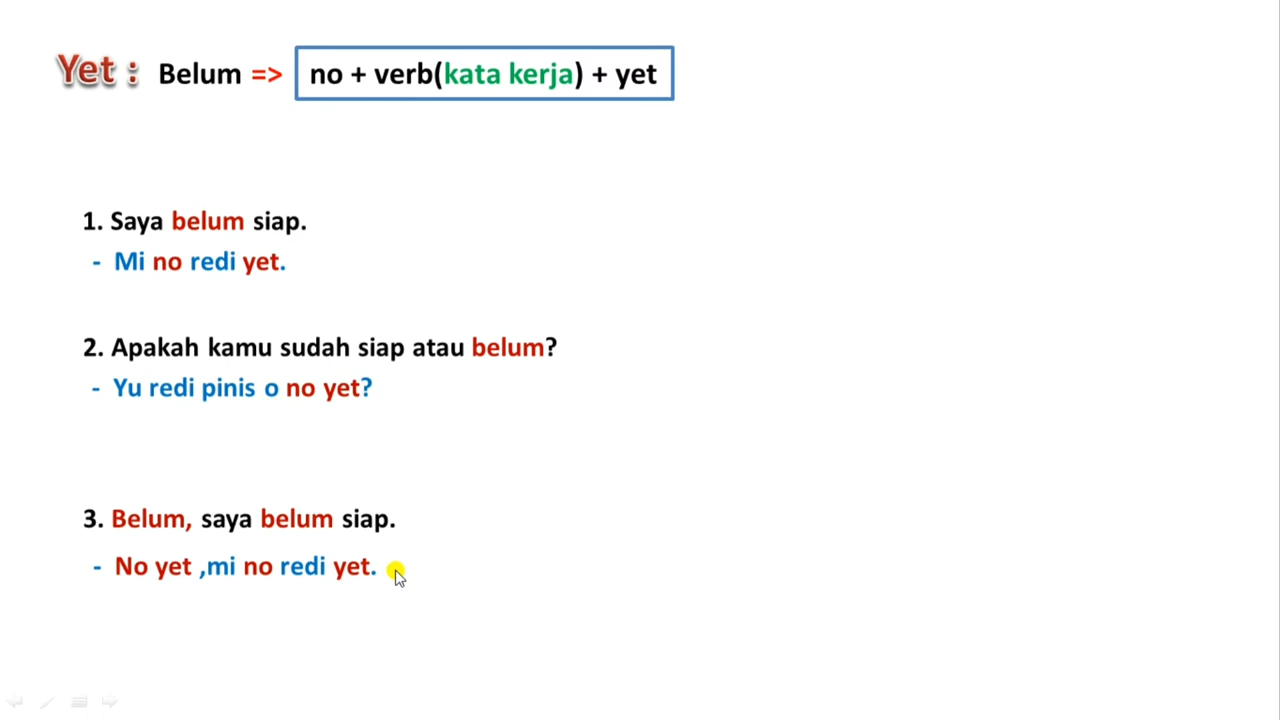 Yet : Belum => no + verb(kata kerja) + yet
1. Saya belum siap.
- Mi no redi yet.
2. Apakah kamu sudah siap atau belum?
- Yu redi pinis o no yet?
3. Belum, saya belum siap.
- No yet ,mi no redi yet.